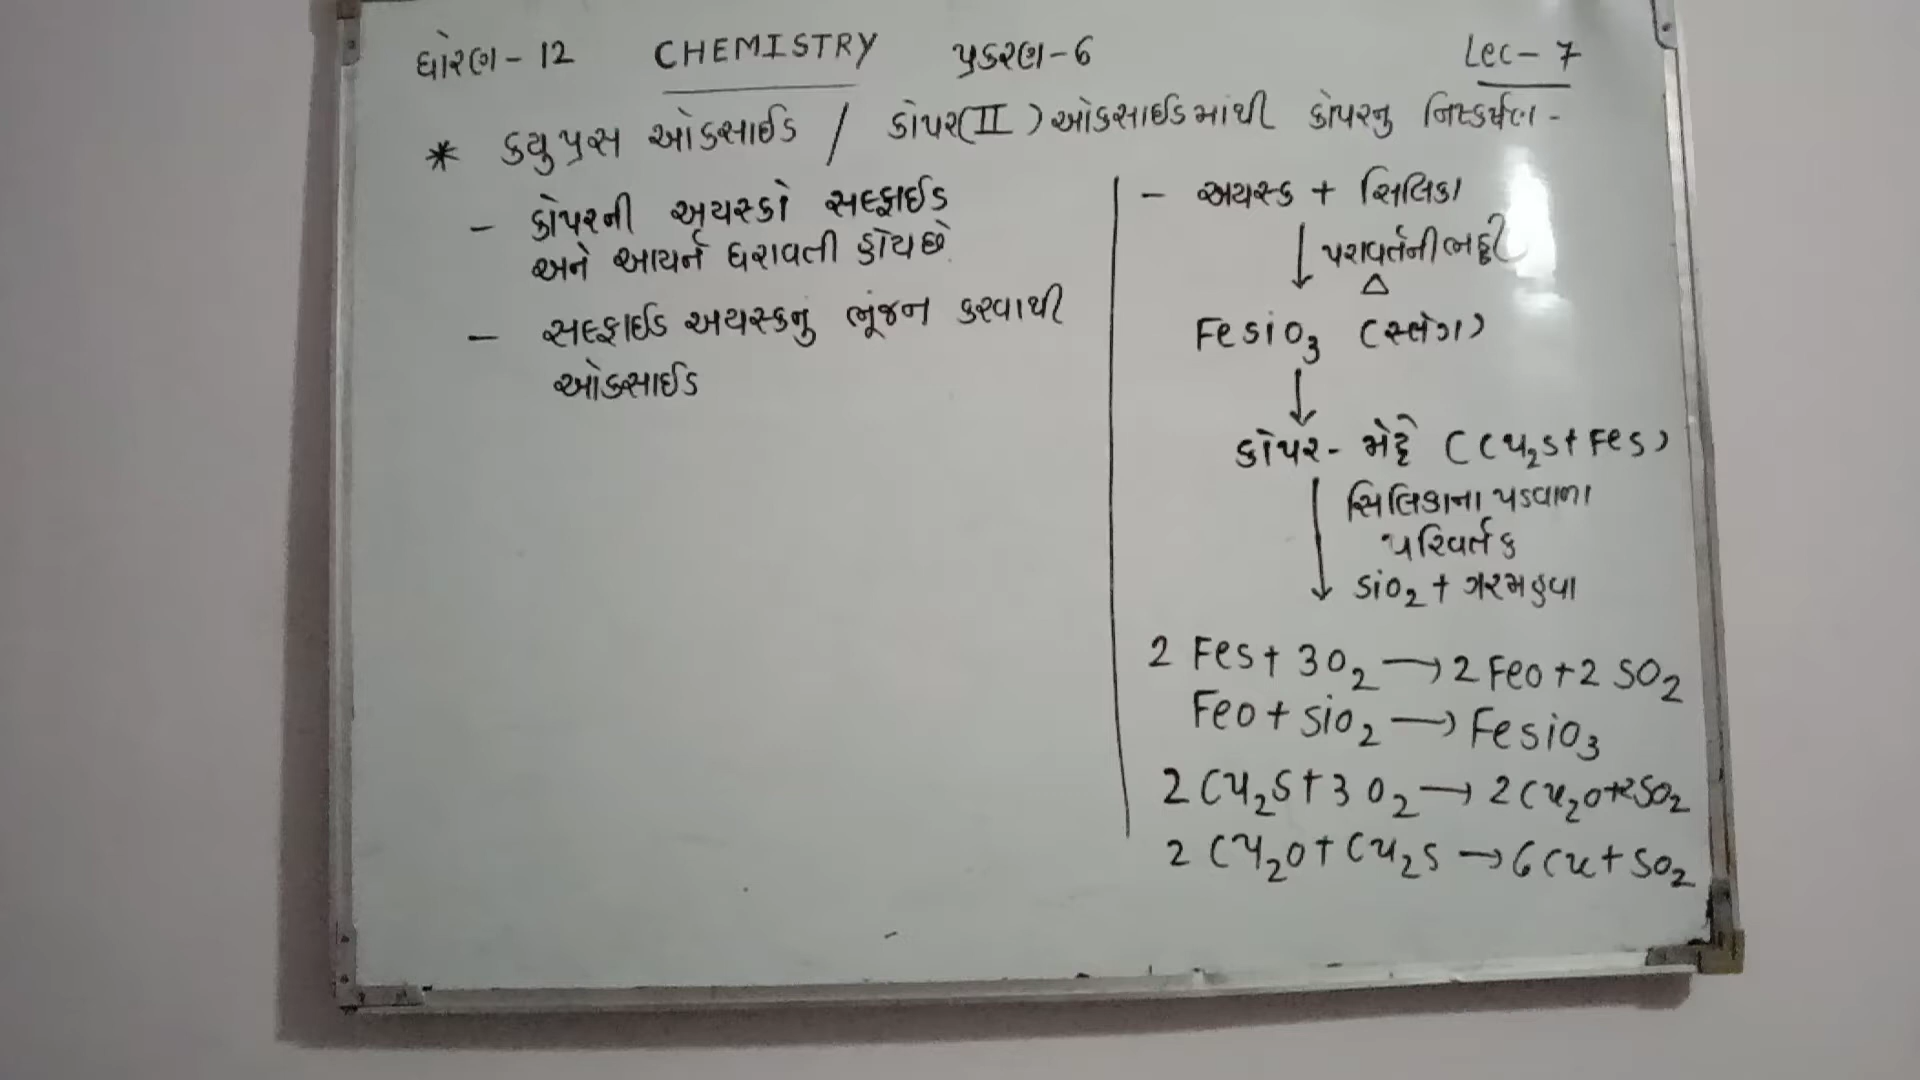 ધોરણ - 12 CHEMISTRY પ્રકરણ - 6 Lec - 7
* ક્યુપ્રસ ઓક્સાઈડ / કોપર(II) ઓક્સાઈડમાંથી કોપરનુ નિષ્કર્ષણ -
- કોપરની અયસ્કો સલ્ફાઈડ
અને આયર્ન ધરાવતી હોય છે.
- સલ્ફાઈડ અયસ્કનું ભૂંજન કરવાથી
ઓક્સાઈડ
- અયસ્ક + સિલિકા
↓ પરાવર્તની ભઠ્ઠી
Δ
FeSiO₃ (સ્લેગ)
↓
કોપર - મેટ્ટે (Cu₂S + FeS)
સિલિકાના પડવાળા
પરિવર્તક
↓ SiO₂ + ગરમ હવા
2 FeS + 3O₂ → 2 FeO + 2 SO₂
FeO + SiO₂ → FeSiO₃
2 Cu₂S + 3 O₂ → 2 Cu₂O + 2SO₂
2 Cu₂O + Cu₂S → 6Cu + SO₂